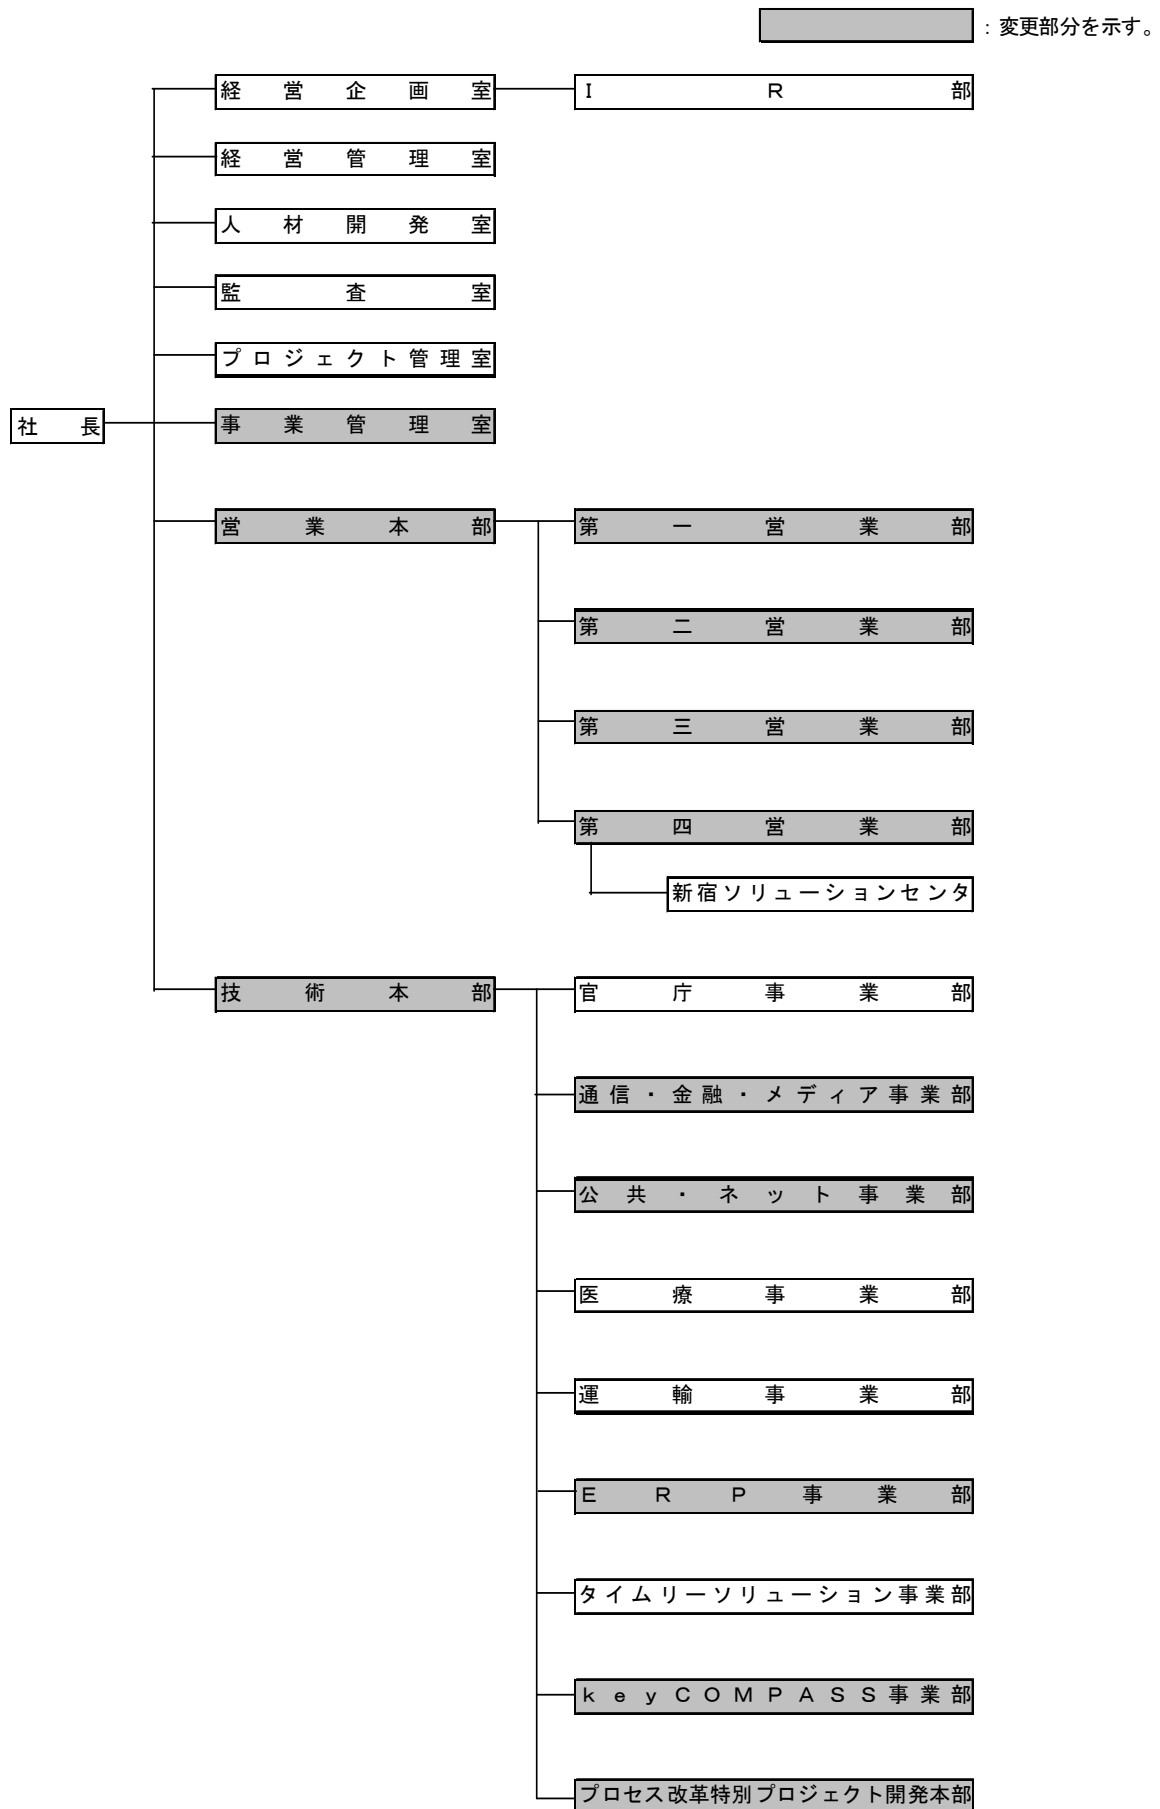 ：変更部分を示す。
経営企画室
ＩＲ部
経営管理室
人材開発室
監査室
プロジェクト管理室
社長
事業管理室
営業本部
第一営業部
第二営業部
第三営業部
第四営業部
新宿ソリューションセンタ
技術本部
官庁事業部
通信・金融・メディア事業部
公共・ネット事業部
医療事業部
運輸事業部
ＥＲＰ事業部
タイムリーソリューション事業部
ｋｅｙＣＯＭＰＡＳＳ事業部
プロセス改革特別プロジェクト開発本部